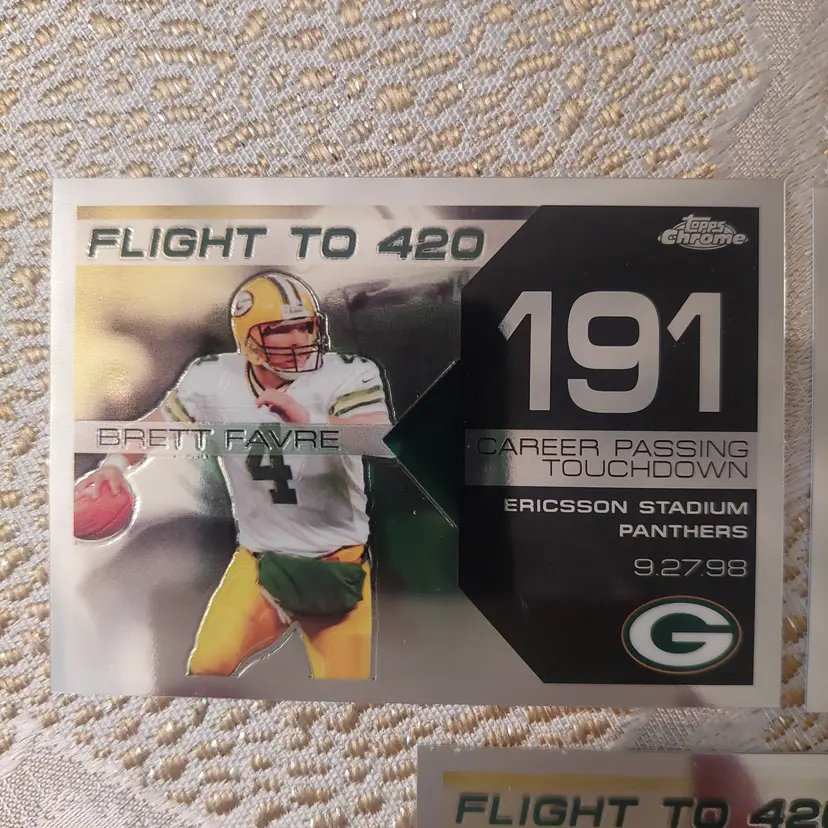 FLIGHT TO 420
Topps
Chrome
191
BRETT FAVRE
CAREER PASSING
TOUCHDOWN
4
ERICSSON STADIUM
PANTHERS
9.27.98
G
FLIGHT TO 420